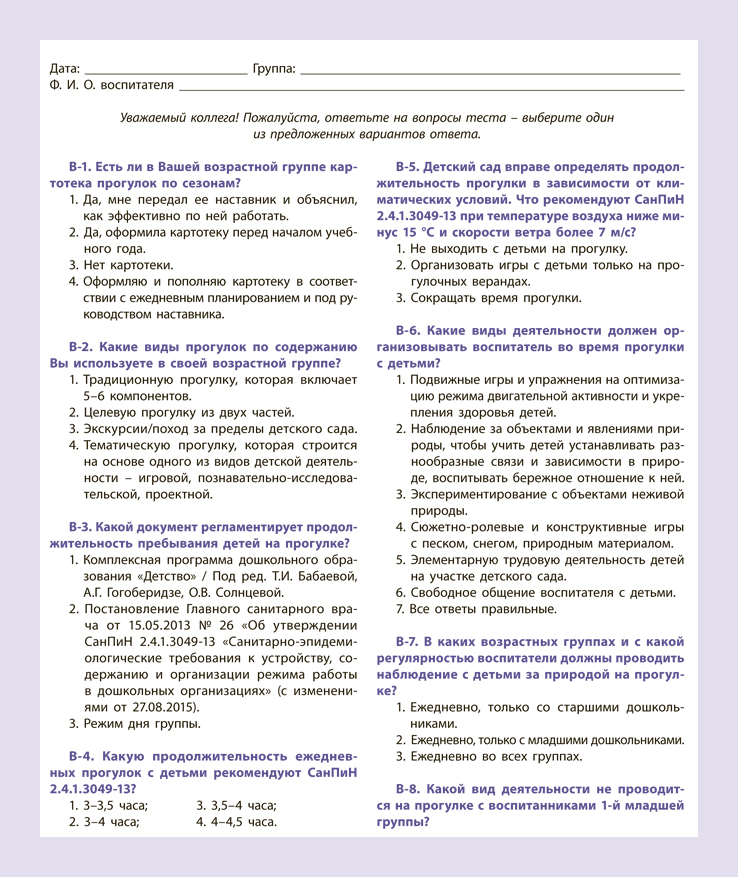 Дата: ____________________ Группа: ____________________
Ф. И. О. воспитателя ____________________
Уважаемый коллега! Пожалуйста, ответьте на вопросы теста – выберите один
из предложенных вариантов ответа.
В-1. Есть ли в Вашей возрастной группе кар-
тотека прогулок по сезонам?
1. Да, мне передал ее наставник и объяснил,
как эффективно по ней работать.
2. Да, оформила картотеку перед началом учеб-
ного года.
3. Нет картотеки.
4. Оформляю и пополняю картотеку в соответ-
ствии с ежедневным планированием и под ру-
ководством наставника.
В-2. Какие виды прогулок по содержанию
Вы используете в своей возрастной группе?
1. Традиционную прогулку, которая включает
5–6 компонентов.
2. Целевую прогулку из двух частей.
3. Экскурсии/поход за пределы детского сада.
4. Тематическую прогулку, которая строится
на основе одного из видов детской деятель-
ности – игровой, познавательно-исследова-
тельской, проектной.
В-3. Какой документ регламентирует продол-
жительность пребывания детей на прогулке?
1. Комплексная программа дошкольного обра-
зования «Детство» / Под ред. Т.И. Бабаевой,
А.Г. Гогоберидзе, О.В. Солнцевой.
2. Постановление Главного санитарного вра-
ча от 15.05.2013 № 26 «Об утверждении
СанПиН 2.4.1.3049-13 «Санитарно-эпидеми-
ологические требования к устройству, со-
держанию и организации режима работы
в дошкольных организациях» (с изменени-
ями от 27.08.2015).
3. Режим дня группы.
В-4. Какую продолжительность ежеднев-
ных прогулок с детьми рекомендуют СанПиН
2.4.1.3049-13?
1. 3–3,5 часа; 3. 3,5–4 часа;
2. 3–4 часа; 4. 4–4,5 часа.
В-5. Детский сад вправе определять продол-
жительность прогулки в зависимости от кли-
матических условий. Что рекомендуют СанПиН
2.4.1.3049-13 при температуре воздуха ниже ми-
нус 15 °С и скорости ветра более 7 м/с?
1. Не выходить с детьми на прогулку.
2. Организовать игры с детьми только на про-
гулочных верандах.
3. Сокращать время прогулки.
В-6. Какие виды деятельности должен ор-
ганизовывать воспитатель во время прогулки
с детьми?
1. Подвижные игры и упражнения на оптимиза-
цию режима двигательной активности и укре-
пления здоровья детей.
2. Наблюдение за объектами и явлениями при-
роды, чтобы учить детей устанавливать раз-
нообразные связи и зависимости в приро-
де, воспитывать бережное отношение к ней.
3. Экспериментирование с объектами неживой
природы.
4. Сюжетно-ролевые и конструктивные игры
с песком, снегом, природным материалом.
5. Элементарную трудовую деятельность детей
на участке детского сада.
6. Свободное общение воспитателя с детьми.
7. Все ответы правильные.
В-7. В каких возрастных группах и с какой
регулярностью воспитатели должны проводить
наблюдение с детьми за природой на прогул-
ке?
1. Ежедневно, только со старшими дошколь-
никами.
2. Ежедневно, только с младшими дошкольниками.
3. Ежедневно во всех группах.
В-8. Какой вид деятельности не проводит-
ся на прогулке с воспитанниками 1-й младшей
группы?